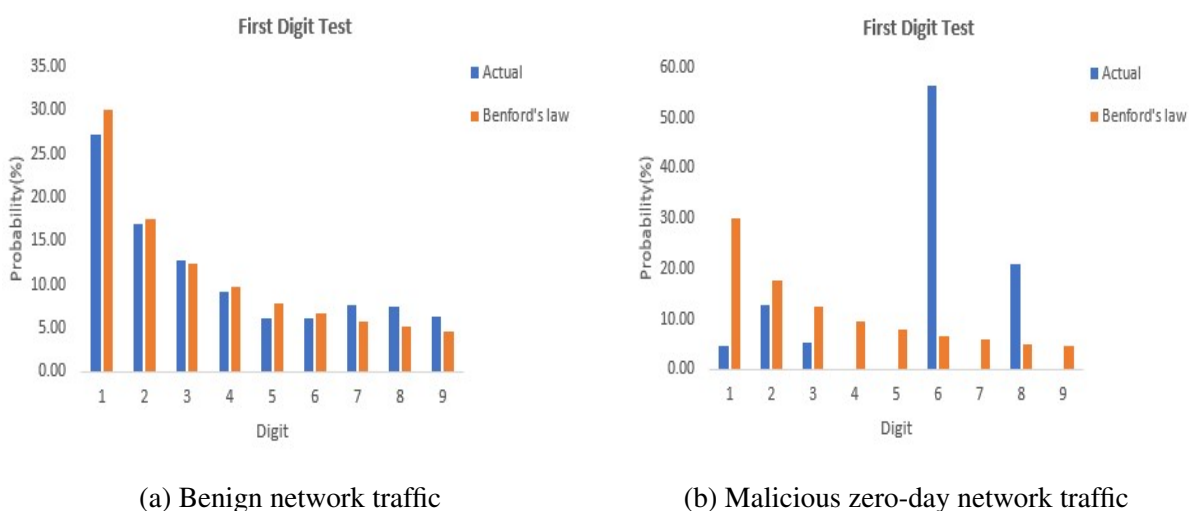 First Digit Test
35.00
30.00
25.00
20.00
15.00
10.00
5.00
0.00
Probability(%)
1 2 3 4 5 6 7 8 9
Digit
Actual
Benford's law
(a) Benign network traffic
First Digit Test
60.00
50.00
40.00
30.00
20.00
10.00
0.00
Probability(%)
1 2 3 4 5 6 7 8 9
Digit
Actual
Benford's law
(b) Malicious zero-day network traffic